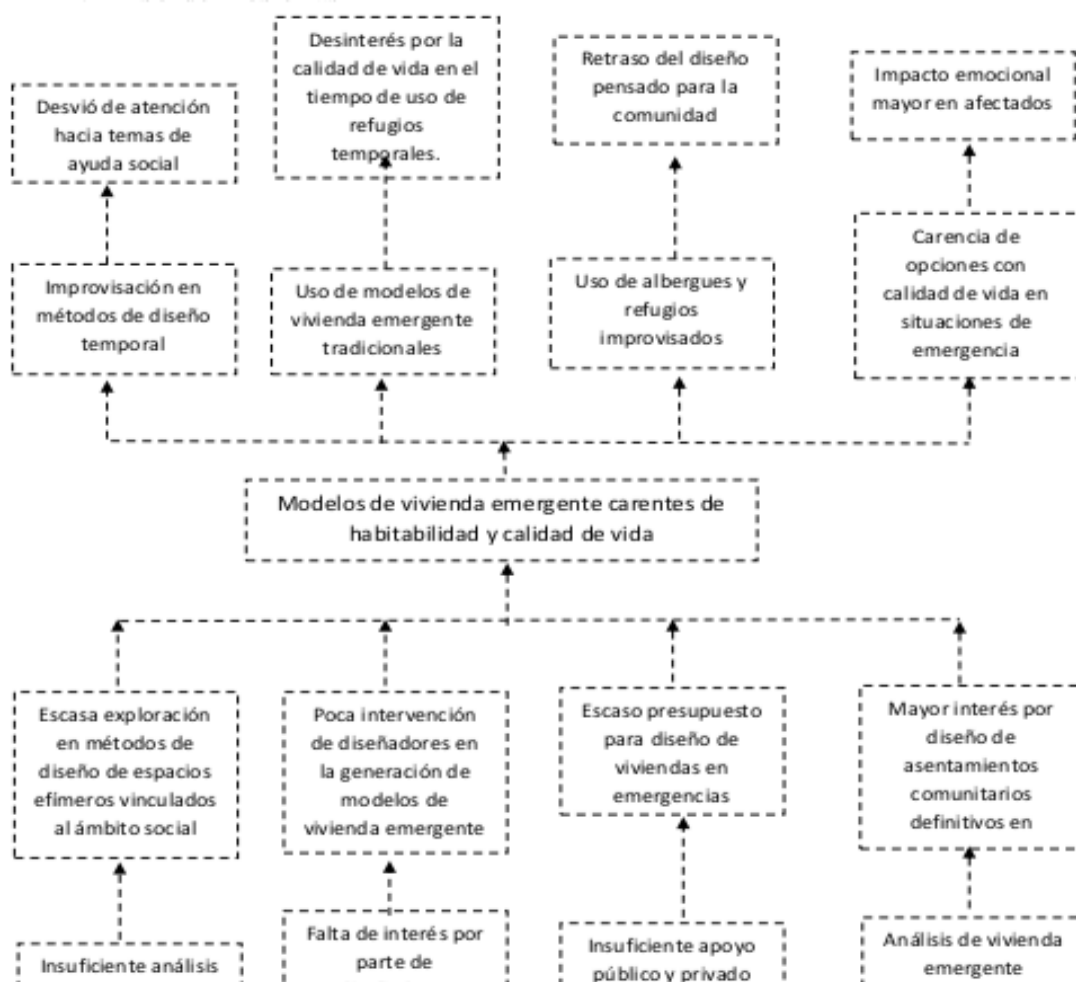 Desvió de atención
hacia temas de
ayuda social
Desinterés por la
calidad de vida en el
tiempo de uso de
refugios
temporales.
Retraso del diseño
pensado para la
comunidad
Impacto emocional
mayor en afectados
Improvisación en
métodos de diseño
temporal
Uso de modelos de
vivienda emergente
tradicionales
Uso de albergues y
refugios
improvisados
Carencia de
opciones con
calidad de vida en
situaciones de
emergencia
Modelos de vivienda emergente carentes de
habitabilidad y calidad de vida
Escasa exploración
en métodos de
diseño de espacios
efímeros vinculados
al ámbito social
Poca intervención
de diseñadores en
la generación de
modelos de
vivienda emergente
Escaso presupuesto
para diseño de
viviendas en
emergencias
Mayor interés por
diseño de
asentamientos
comunitarios
definitivos en
Insuficiente análisis
Falta de interés por
parte de
Insuficiente apoyo
público y privado
Análisis de vivienda
emergente